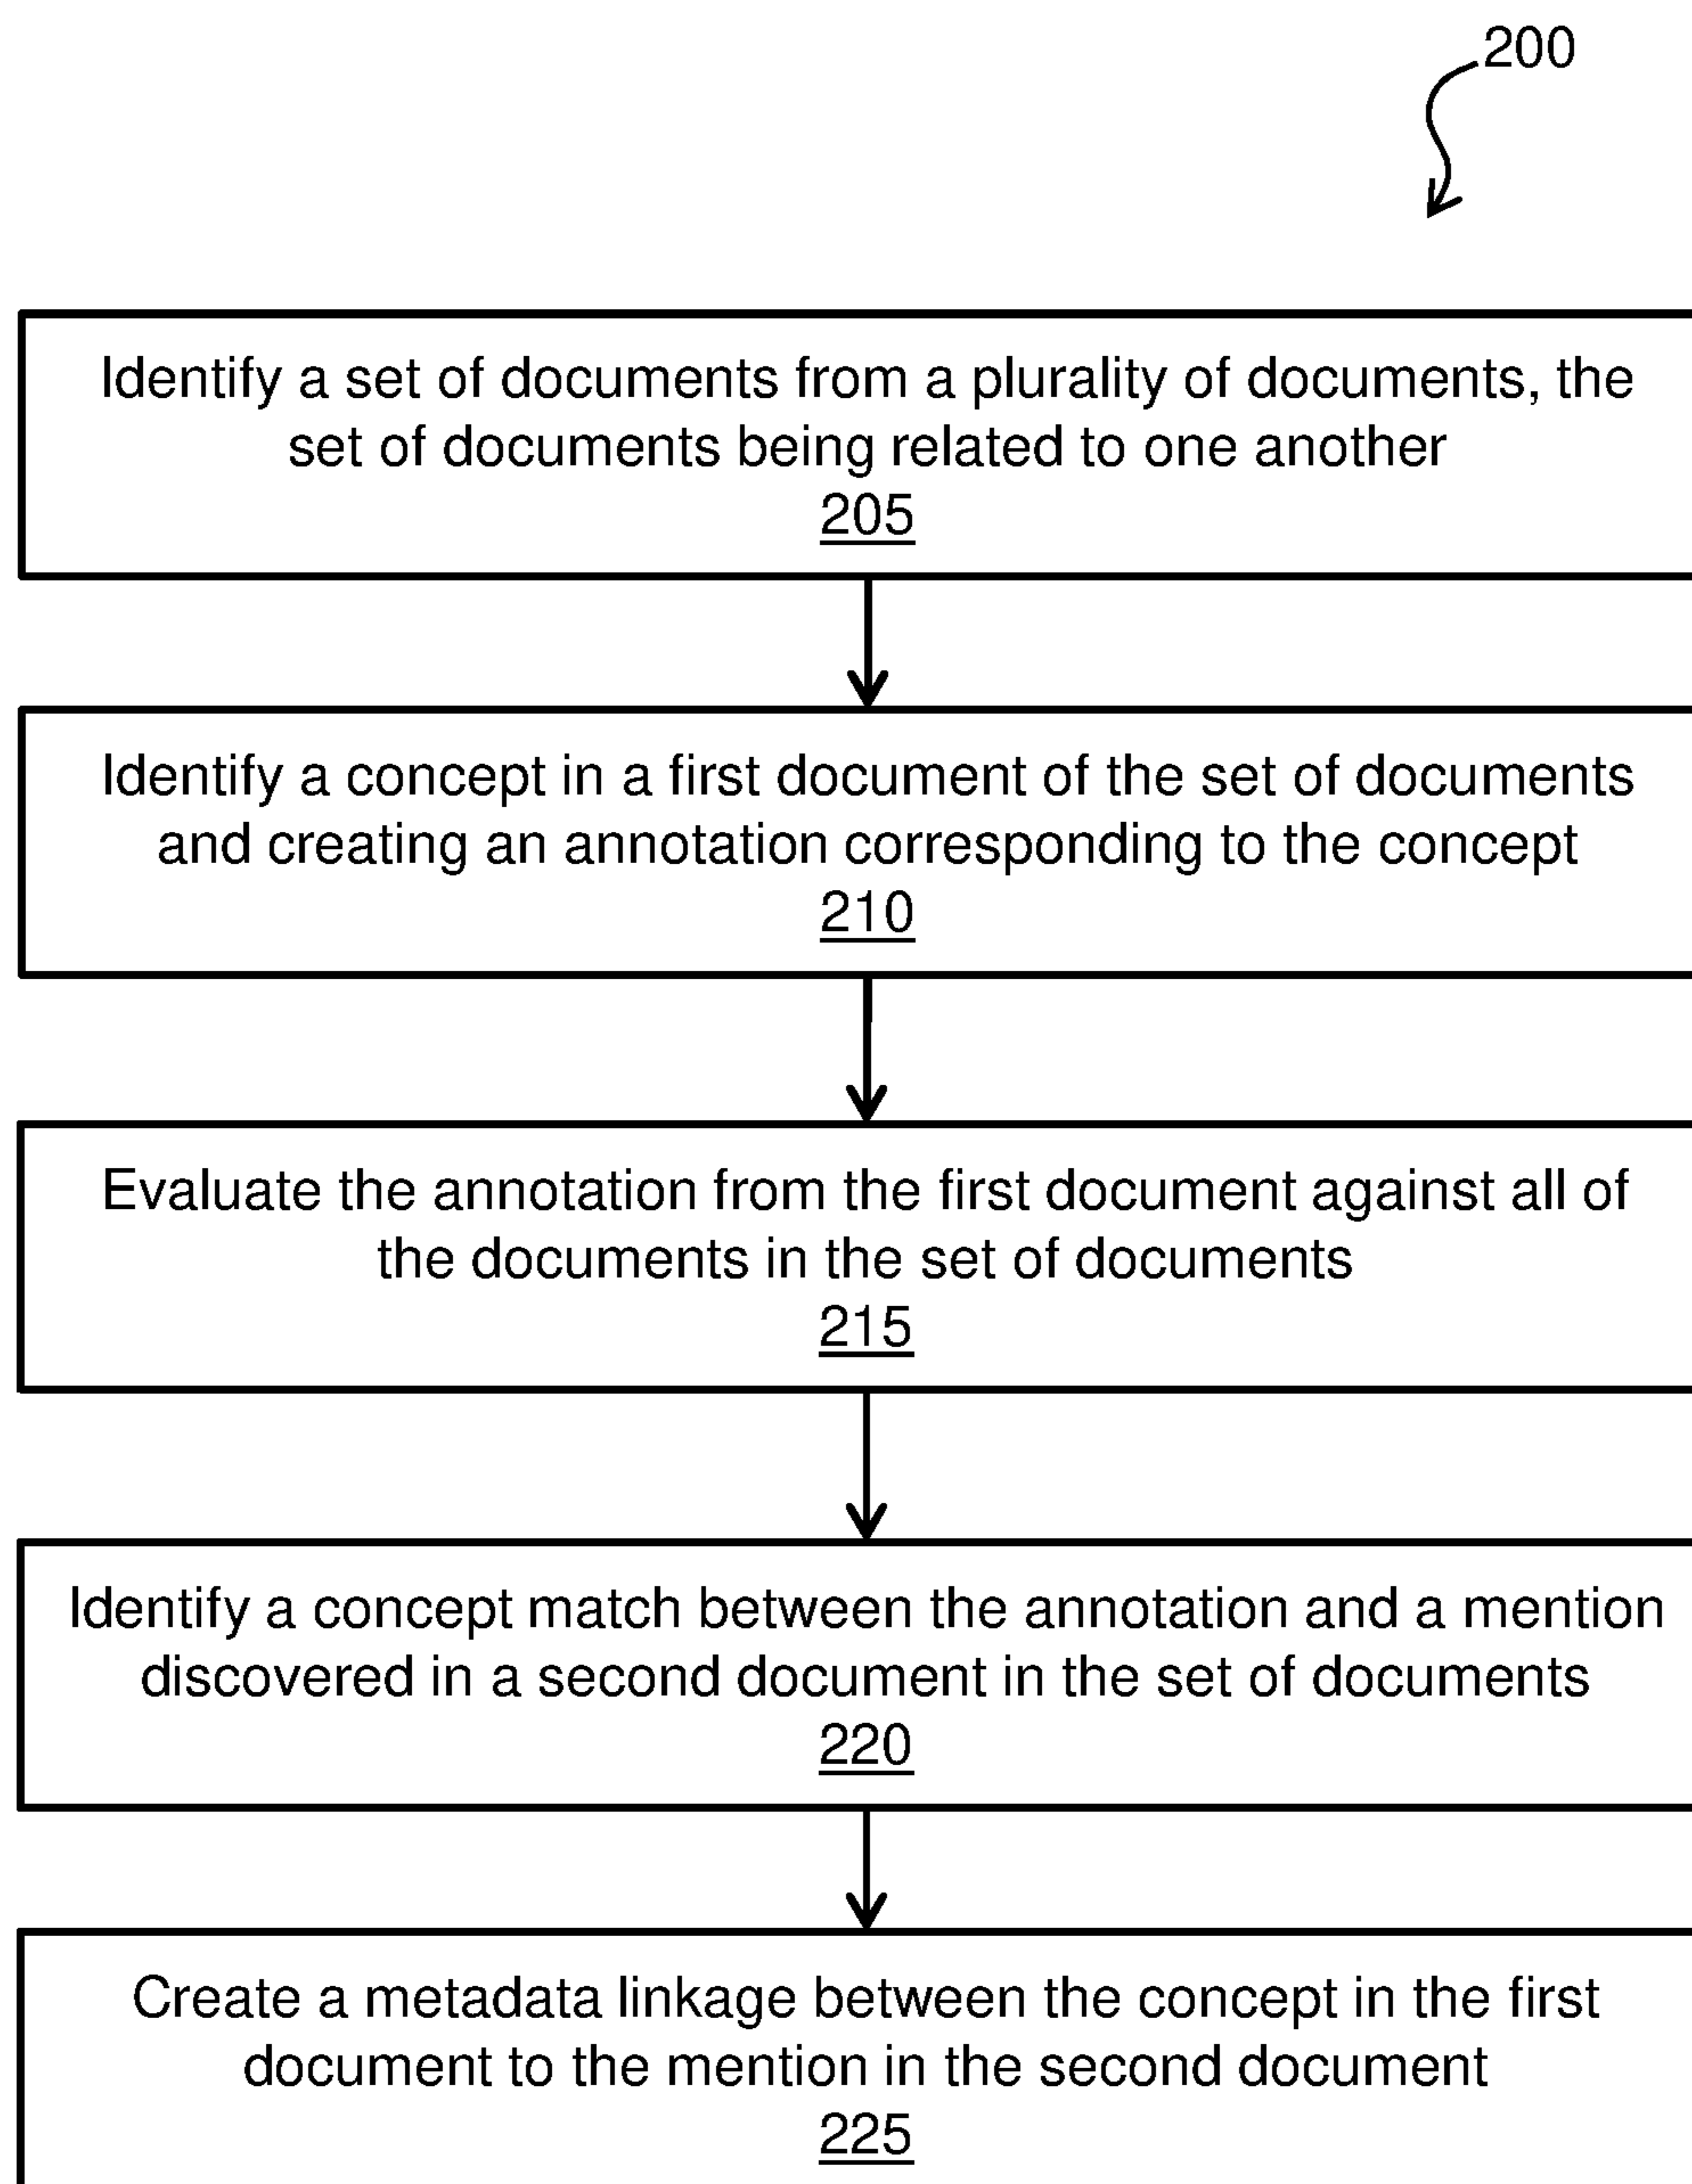 200
Identify a set of documents from a plurality of documents, the
set of documents being related to one another
205
Identify a concept in a first document of the set of documents
and creating an annotation corresponding to the concept
210
Evaluate the annotation from the first document against all of
the documents in the set of documents
215
Identify a concept match between the annotation and a mention
discovered in a second document in the set of documents
220
Create a metadata linkage between the concept in the first
document to the mention in the second document
225